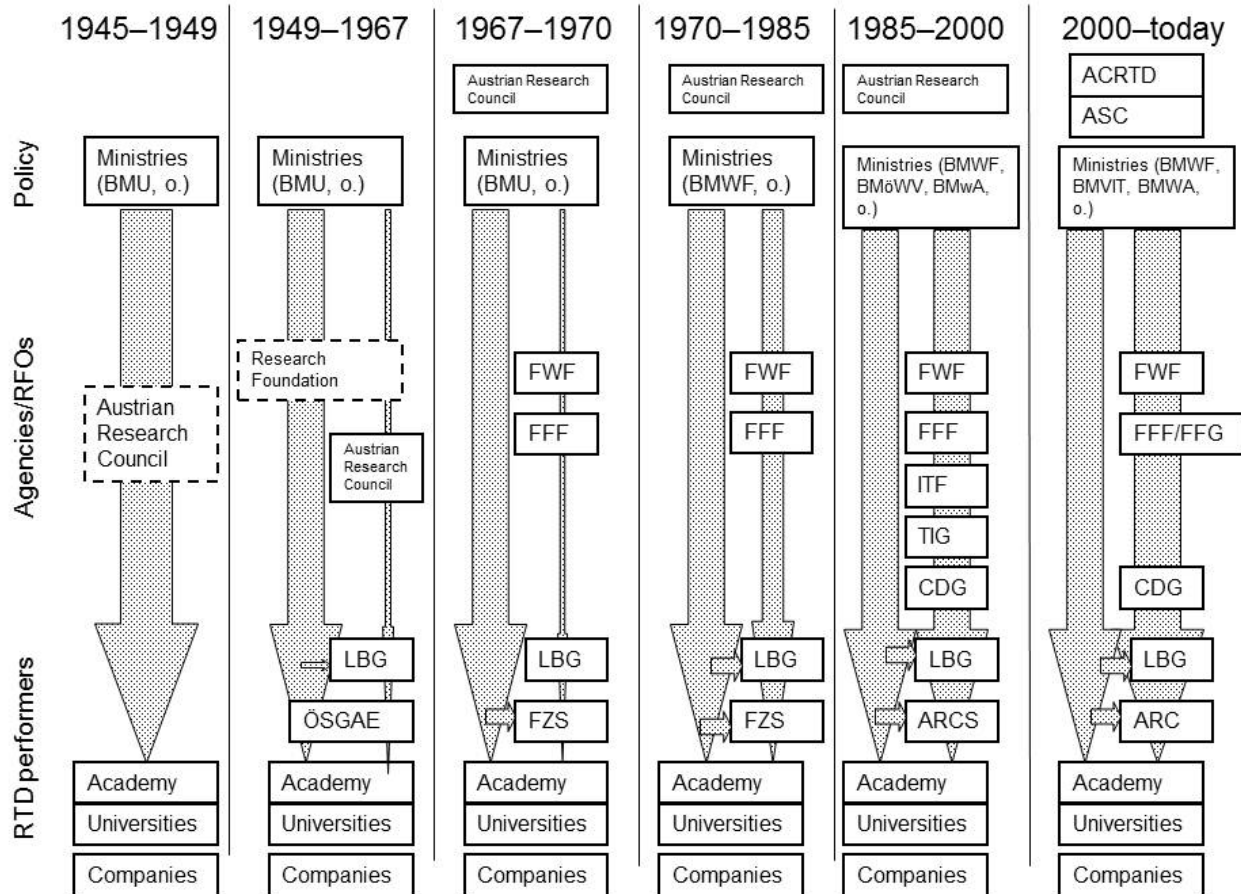 1945–1949
1949–1967
1967–1970
1970–1985
1985–2000
2000–today
Policy
Agencies/RFOs
RTD performers
Ministries
(BMU, o.)
Austrian
Research
Council
Academy
Universities
Companies
Ministries
(BMU, o.)
Research
Foundation
Austrian
Research
Council
LBG
ÖSGAE
Academy
Universities
Companies
Austrian Research
Council
Ministries
(BMU, o.)
FWF
FFF
LBG
FZS
Academy
Universities
Companies
Austrian Research
Council
Ministries
(BMWF, o.)
FWF
FFF
LBG
FZS
Academy
Universities
Companies
Austrian Research
Council
Ministries (BMWF,
BMöWV, BMwA,
o.)
FWF
FFF
ITF
TIG
CDG
LBG
ARCS
Academy
Universities
Companies
ACRTD
ASC
Ministries (BMWF,
BMVIT, BMWA,
o.)
FWF
FFF/FFG
CDG
LBG
ARC
Academy
Universities
Companies